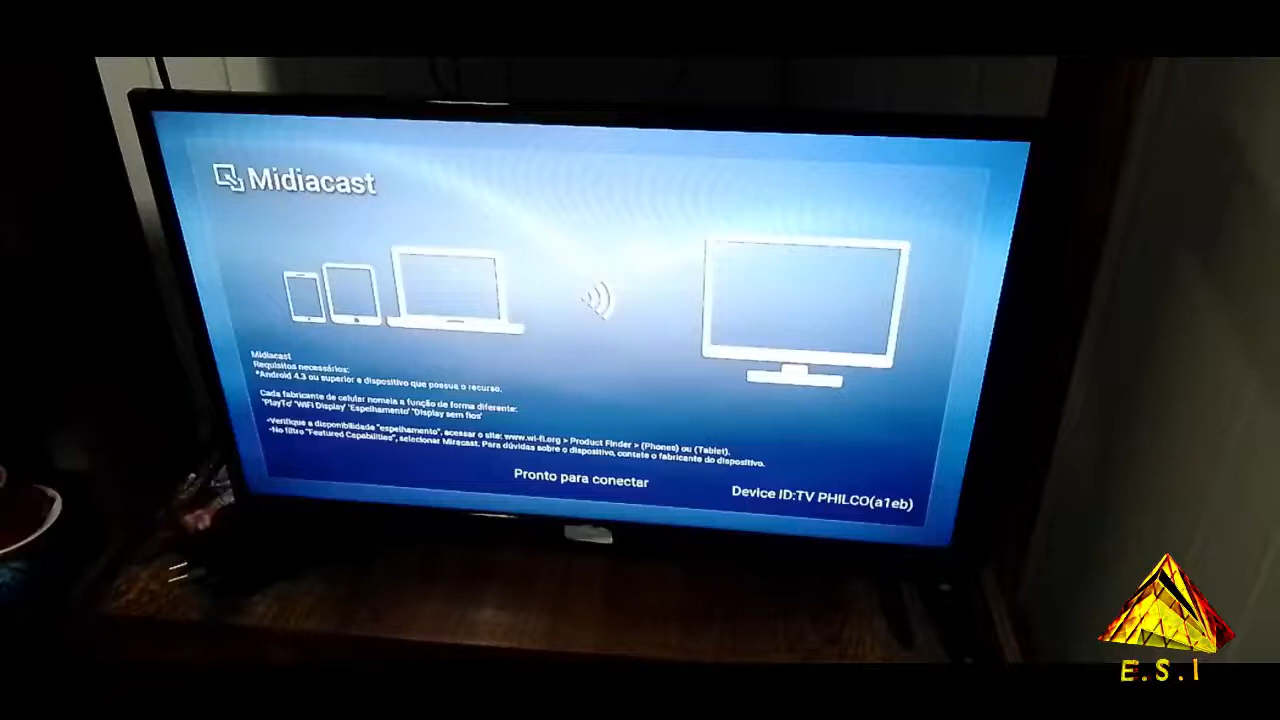 Midiacast
Midiacast
Requisitos necessários:
*Android 4.3 ou superior e dispositivo que possua o recurso.
Cada fabricante de celular nomeia a função de forma diferente:
'PlayTo' 'WiFi Display' 'Espelhamento' 'Display sem fios'
*Verifique a disponibilidade "espelhamento", acessar o site: www.wi-fi.org > Product Finder > (Phones) ou (Tablet).
-No filtro "Featured Capabilities", selecionar Miracast. Para dúvidas sobre o dispositivo, contate o fabricante do dispositivo.
Pronto para conectar
Device ID:TV PHILCO(a1eb)
E.S.I